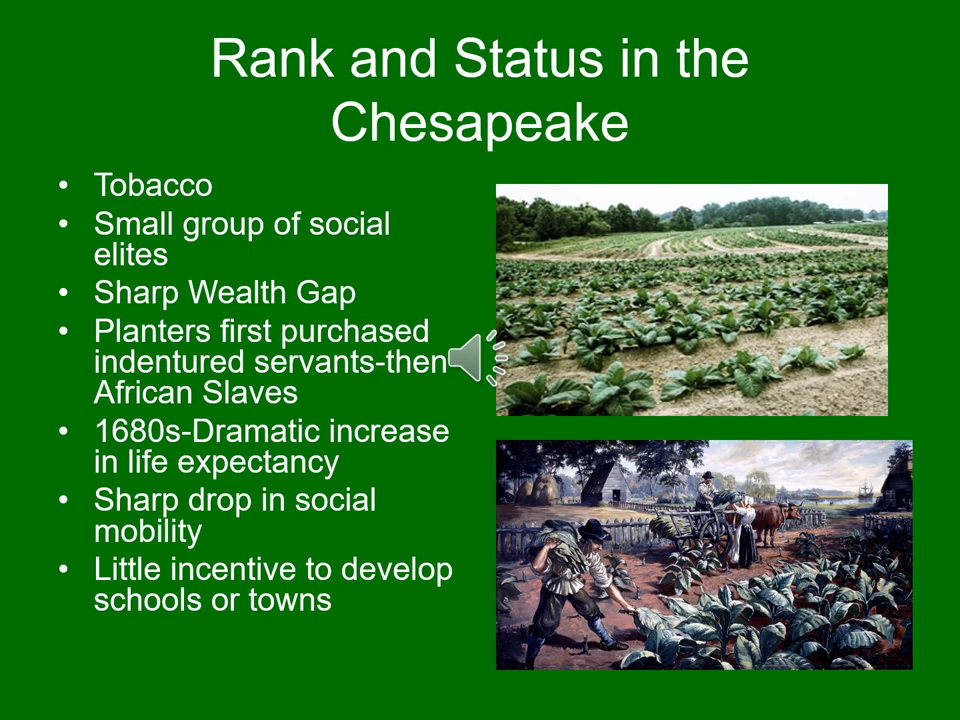 Rank and Status in the
Chesapeake
• Tobacco
• Small group of social
elites
• Sharp Wealth Gap
• Planters first purchased
indentured servants-then
African Slaves
• 1680s-Dramatic increase
in life expectancy
• Sharp drop in social
mobility
• Little incentive to develop
schools or towns